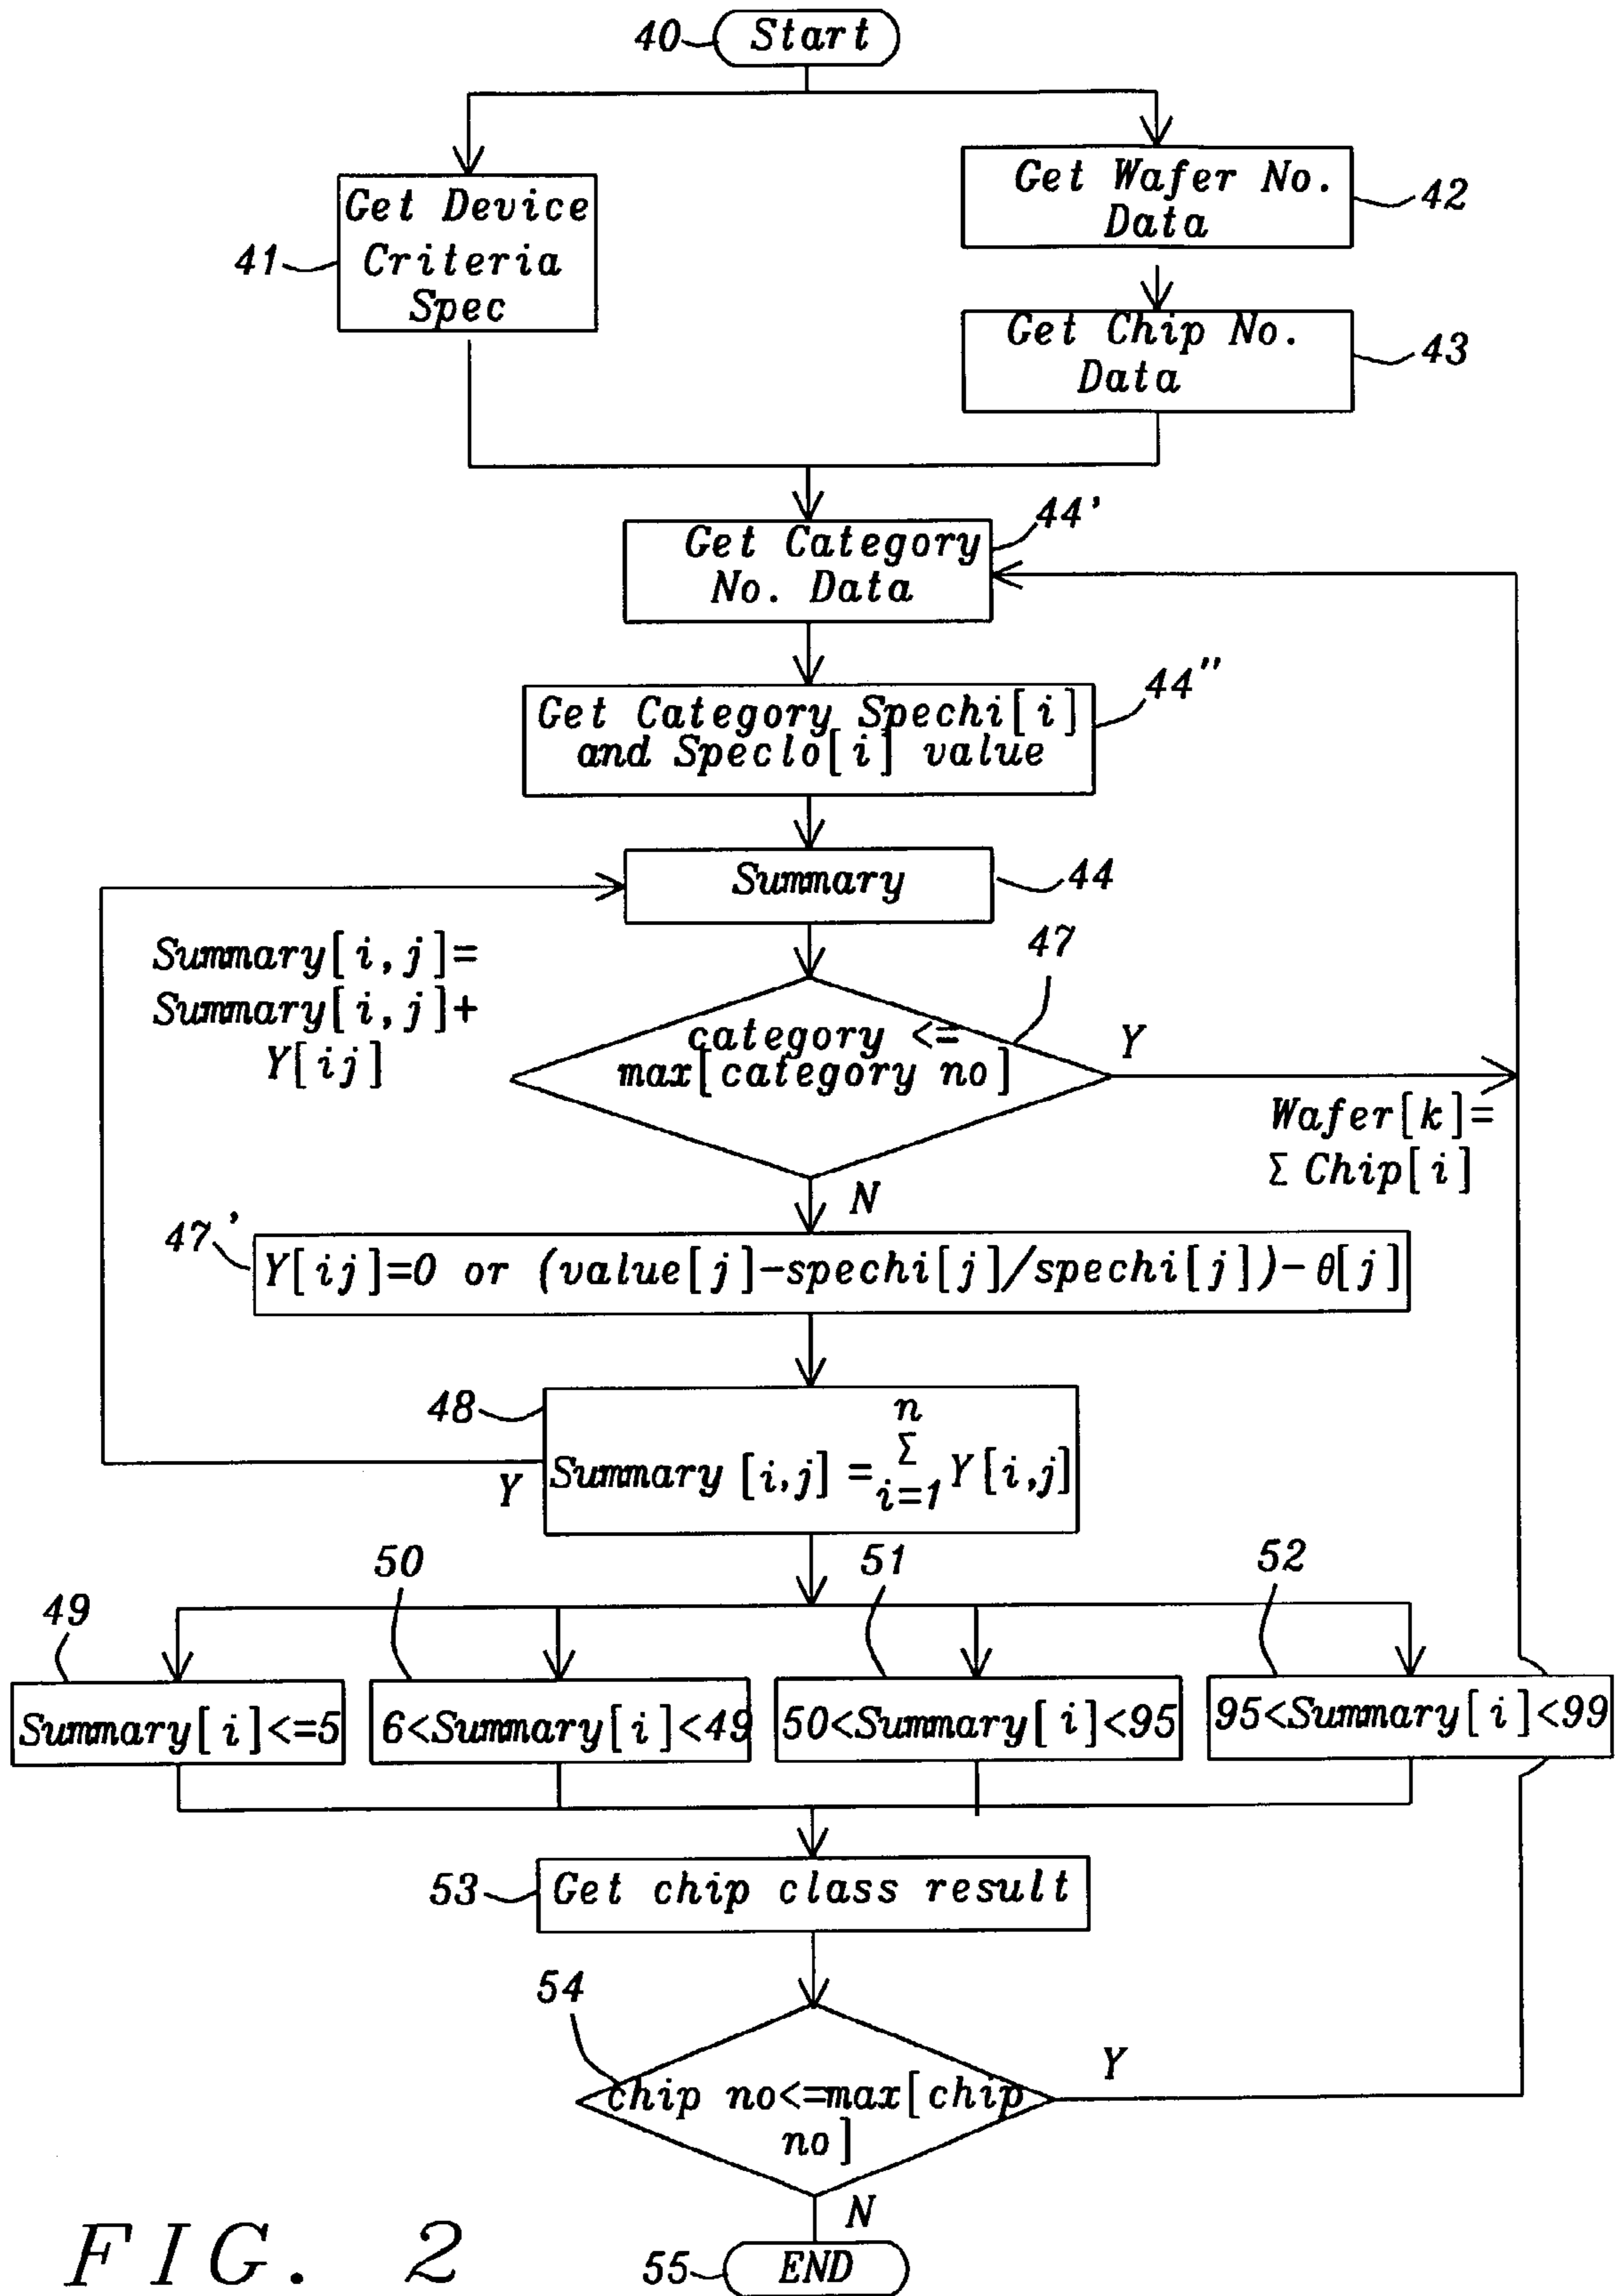 40
Start
Get Device
Criteria
Spec
41
Get Wafer No.
Data
42
Get Chip No.
Data
43
Get Category
No. Data
44'
Get Category Spechi[i]
and Speclo[i] value
44''
Summary
44
Summary[i,j]=
Summary[i,j]+
Y[ij]
category <=
max[category no]
47
Y
Wafer[k]=
Σ Chip[i]
N
47'
Y[ij]=0 or (value[j]-spechi[j]/spechi[j])-θ[j]
48
n
Summary [i,j] = Σ Y[i,j]
i=1
Y
49
50
51
52
Summary[i]<=5
6<Summary[i]<49
50<Summary[i]<95
95<Summary[i]<99
53
Get chip class result
54
chip no<=max[chip
no]
Y
N
55
END
FIG. 2